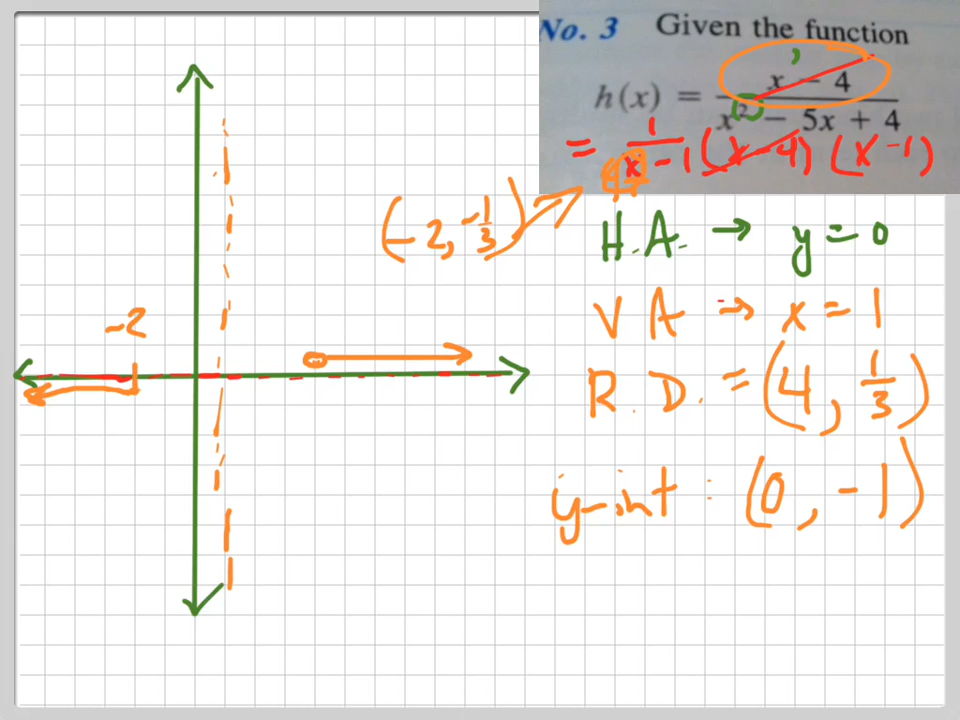 No. 3 Given the function
h(x) = x - 4 / x² - 5x + 4
= 1 / x - 1 (x - 4) (x - 1)
(-2, -1/3)
H.A. → y = 0
-2
V A → x = 1
R.D. = (4, 1/3)
y-int : (0, -1)